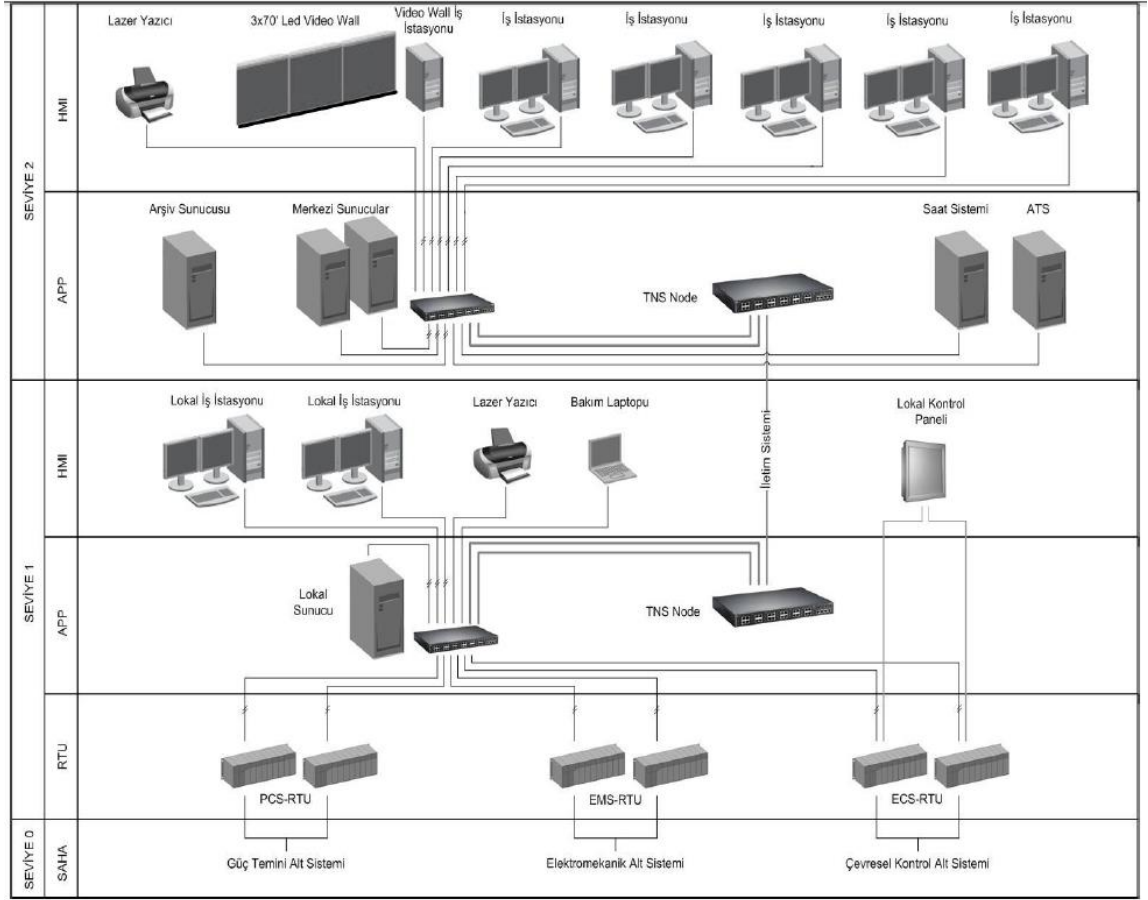 SEVİYE 2
HMI
Lazer Yazıcı
3x70' Led Video Wall
Video Wall İş
İstasyonu
İş İstasyonu
İş İstasyonu
İş İstasyonu
İş İstasyonu
İş İstasyonu
APP
Arşiv Sunucusu
Merkezi Sunucular
TNS Node
Saat Sistemi
ATS
SEVİYE 1
HMI
Lokal İş İstasyonu
Lokal İş İstasyonu
Lazer Yazıcı
Bakım Laptopu
İletim Sistemi
Lokal Kontrol
Paneli
APP
Lokal
Sunucu
TNS Node
RTU
PCS-RTU
EMS-RTU
ECS-RTU
SEVİYE 0
SAHA
Güç Temini Alt Sistemi
Elektromekanik Alt Sistemi
Çevresel Kontrol Alt Sistemi